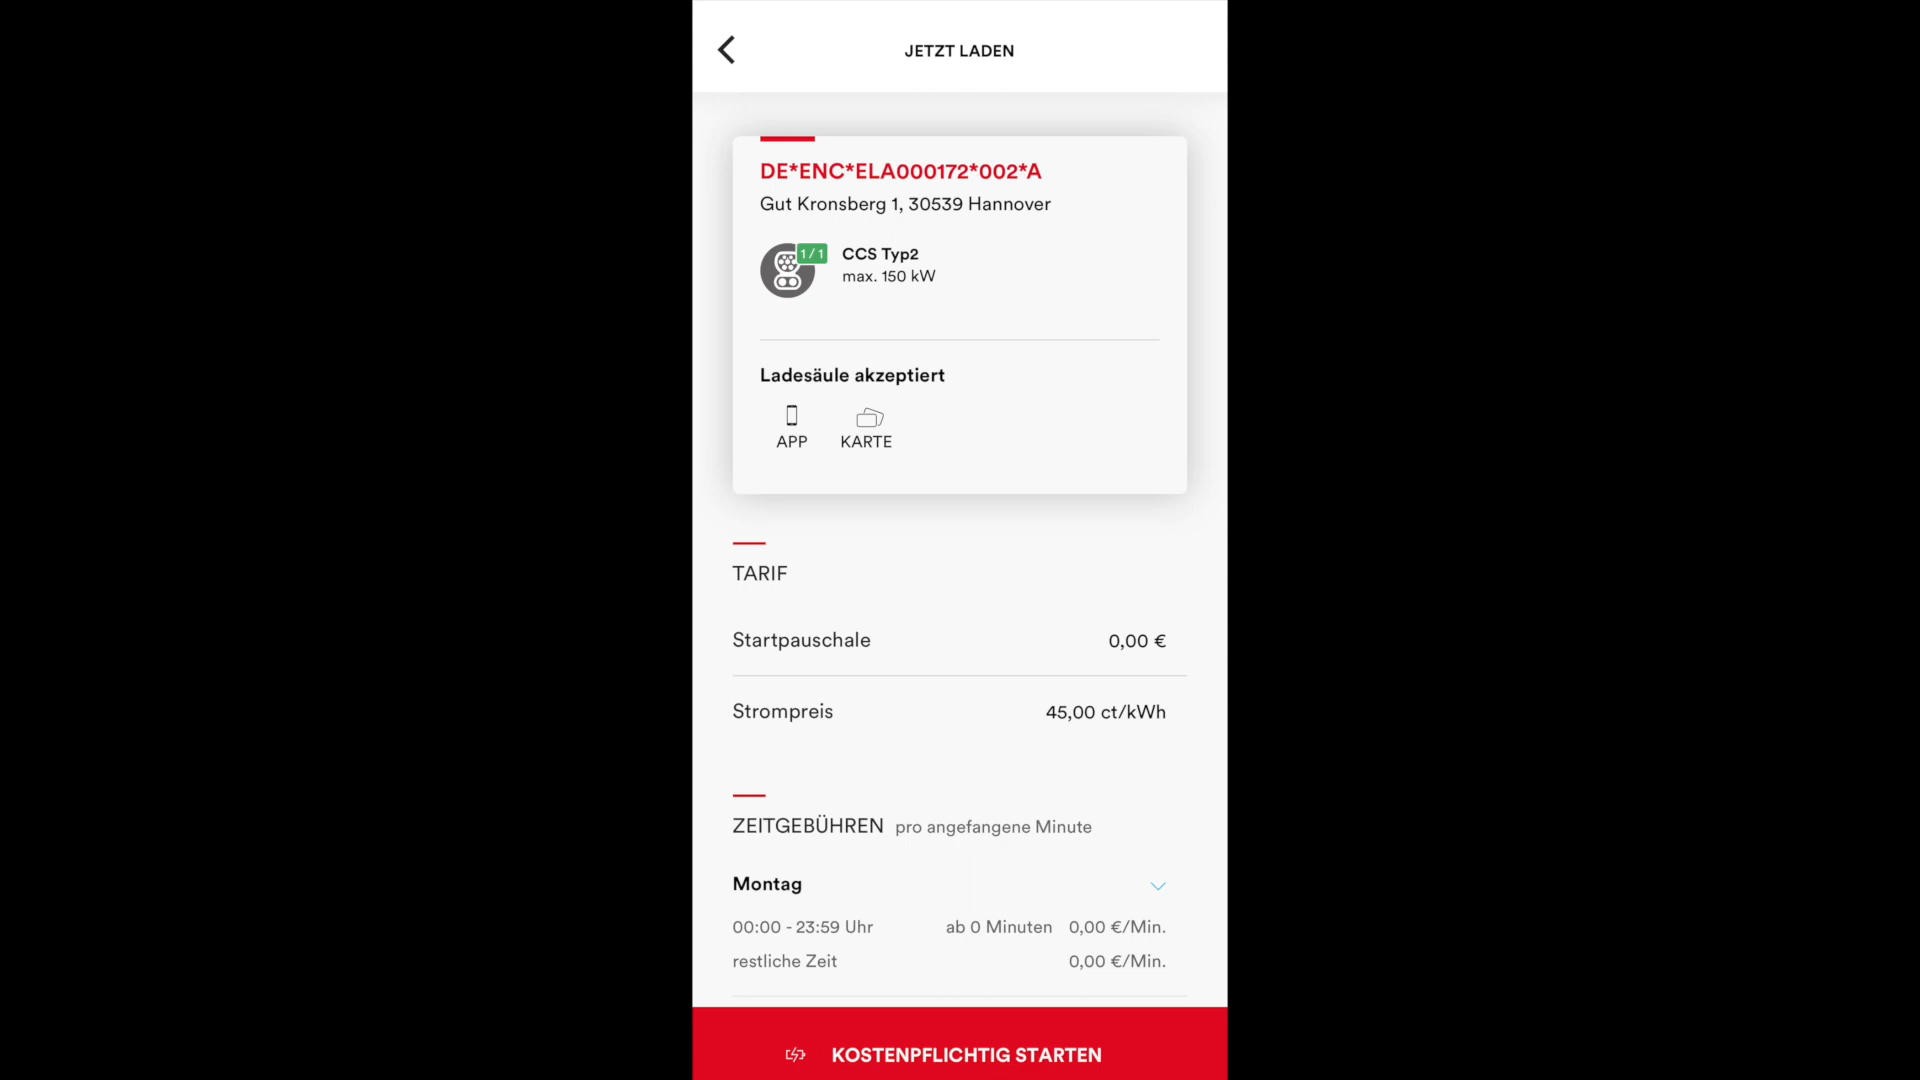 JETZT LADEN
DE*ENC*ELA000172*002*A
Gut Kronsberg 1, 30539 Hannover
1 / 1
CCS Typ2
max. 150 kW
Ladesäule akzeptiert
APP KARTE
TARIF
Startpauschale 0,00 €
Strompreis 45,00 ct/kWh
ZEITGEBÜHREN pro angefangene Minute
Montag
00:00 - 23:59 Uhr ab 0 Minuten 0,00 €/Min.
restliche Zeit 0,00 €/Min.
KOSTENPFLICHTIG STARTEN